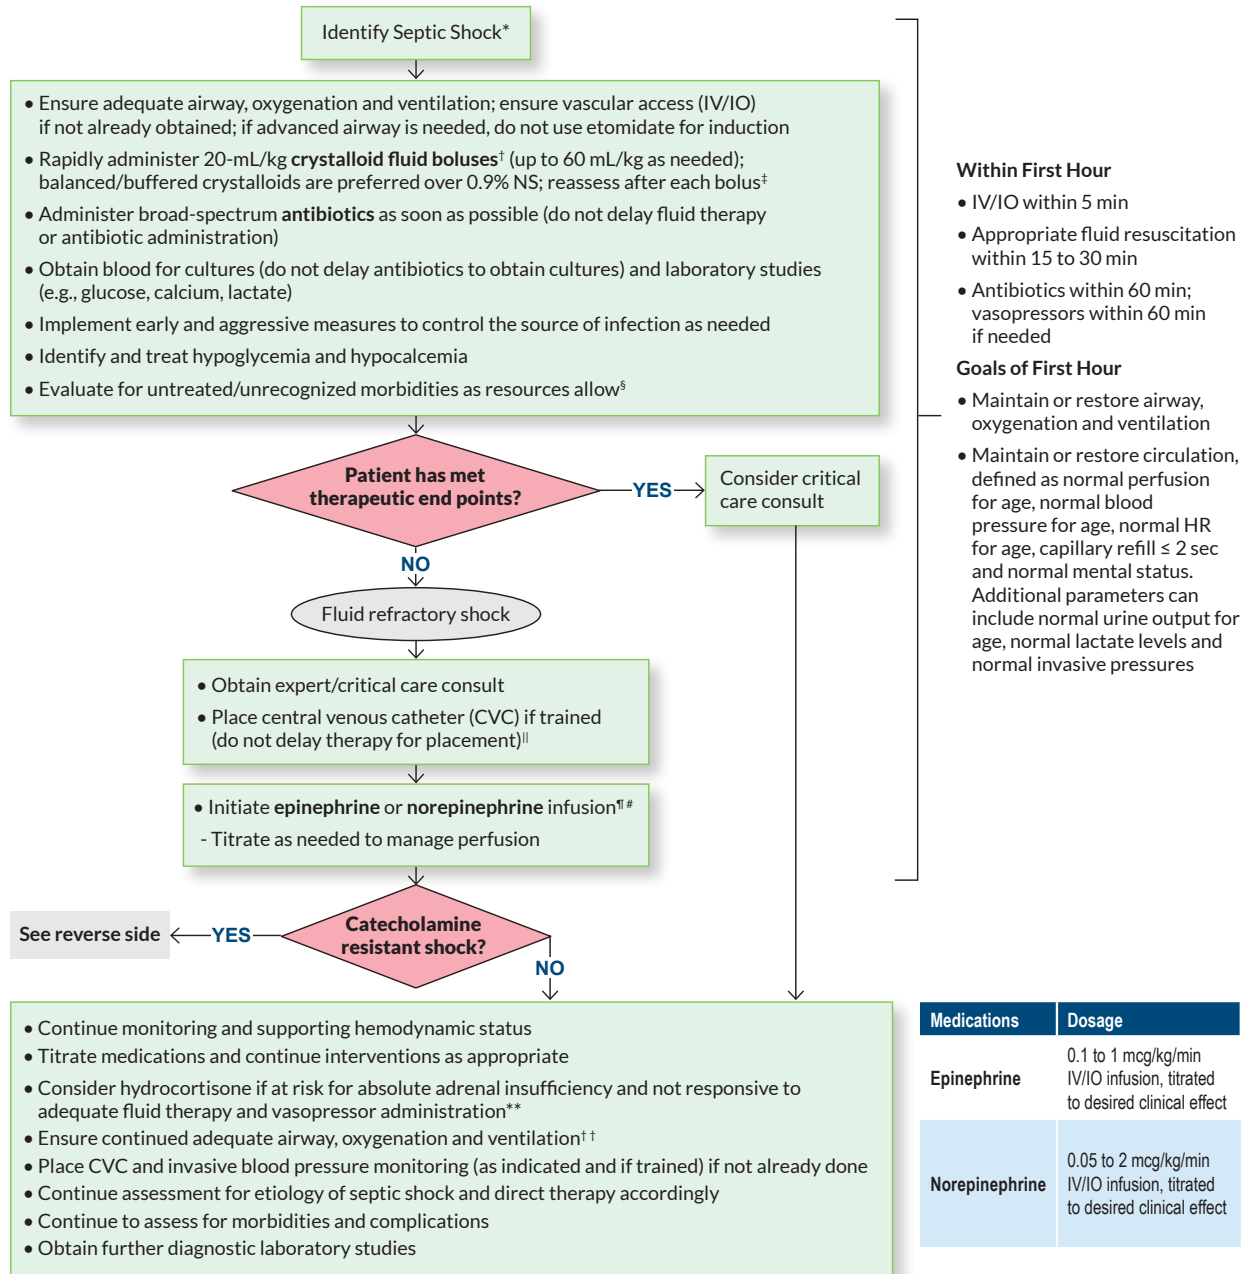 Identify Septic Shock*
• Ensure adequate airway, oxygenation and ventilation; ensure vascular access (IV/IO)
if not already obtained; if advanced airway is needed, do not use etomidate for induction
• Rapidly administer 20-mL/kg crystalloid fluid boluses† (up to 60 mL/kg as needed);
balanced/buffered crystalloids are preferred over 0.9% NS; reassess after each bolus‡
• Administer broad-spectrum antibiotics as soon as possible (do not delay fluid therapy
or antibiotic administration)
• Obtain blood for cultures (do not delay antibiotics to obtain cultures) and laboratory studies
(e.g., glucose, calcium, lactate)
• Implement early and aggressive measures to control the source of infection as needed
• Identify and treat hypoglycemia and hypocalcemia
• Evaluate for untreated/unrecognized morbidities as resources allow§
Within First Hour
• IV/IO within 5 min
• Appropriate fluid resuscitation
within 15 to 30 min
• Antibiotics within 60 min;
vasopressors within 60 min
if needed
Goals of First Hour
• Maintain or restore airway,
oxygenation and ventilation
• Maintain or restore circulation,
defined as normal perfusion
for age, normal blood
pressure for age, normal HR
for age, capillary refill ≤ 2 sec
and normal mental status.
Additional parameters can
include normal urine output for
age, normal lactate levels and
normal invasive pressures
Patient has met
therapeutic end points?
YES
Consider critical
care consult
NO
Fluid refractory shock
• Obtain expert/critical care consult
• Place central venous catheter (CVC) if trained
(do not delay therapy for placement)||
• Initiate epinephrine or norepinephrine infusion¶ #
- Titrate as needed to manage perfusion
Catecholamine
resistant shock?
YES
See reverse side
NO
• Continue monitoring and supporting hemodynamic status
• Titrate medications and continue interventions as appropriate
• Consider hydrocortisone if at risk for absolute adrenal insufficiency and not responsive to
adequate fluid therapy and vasopressor administration**
• Ensure continued adequate airway, oxygenation and ventilation† †
• Place CVC and invasive blood pressure monitoring (as indicated and if trained) if not already done
• Continue assessment for etiology of septic shock and direct therapy accordingly
• Continue to assess for morbidities and complications
• Obtain further diagnostic laboratory studies
Medications Dosage
Epinephrine
0.1 to 1 mcg/kg/min
IV/IO infusion, titrated
to desired clinical effect
Norepinephrine
0.05 to 2 mcg/kg/min
IV/IO infusion, titrated
to desired clinical effect